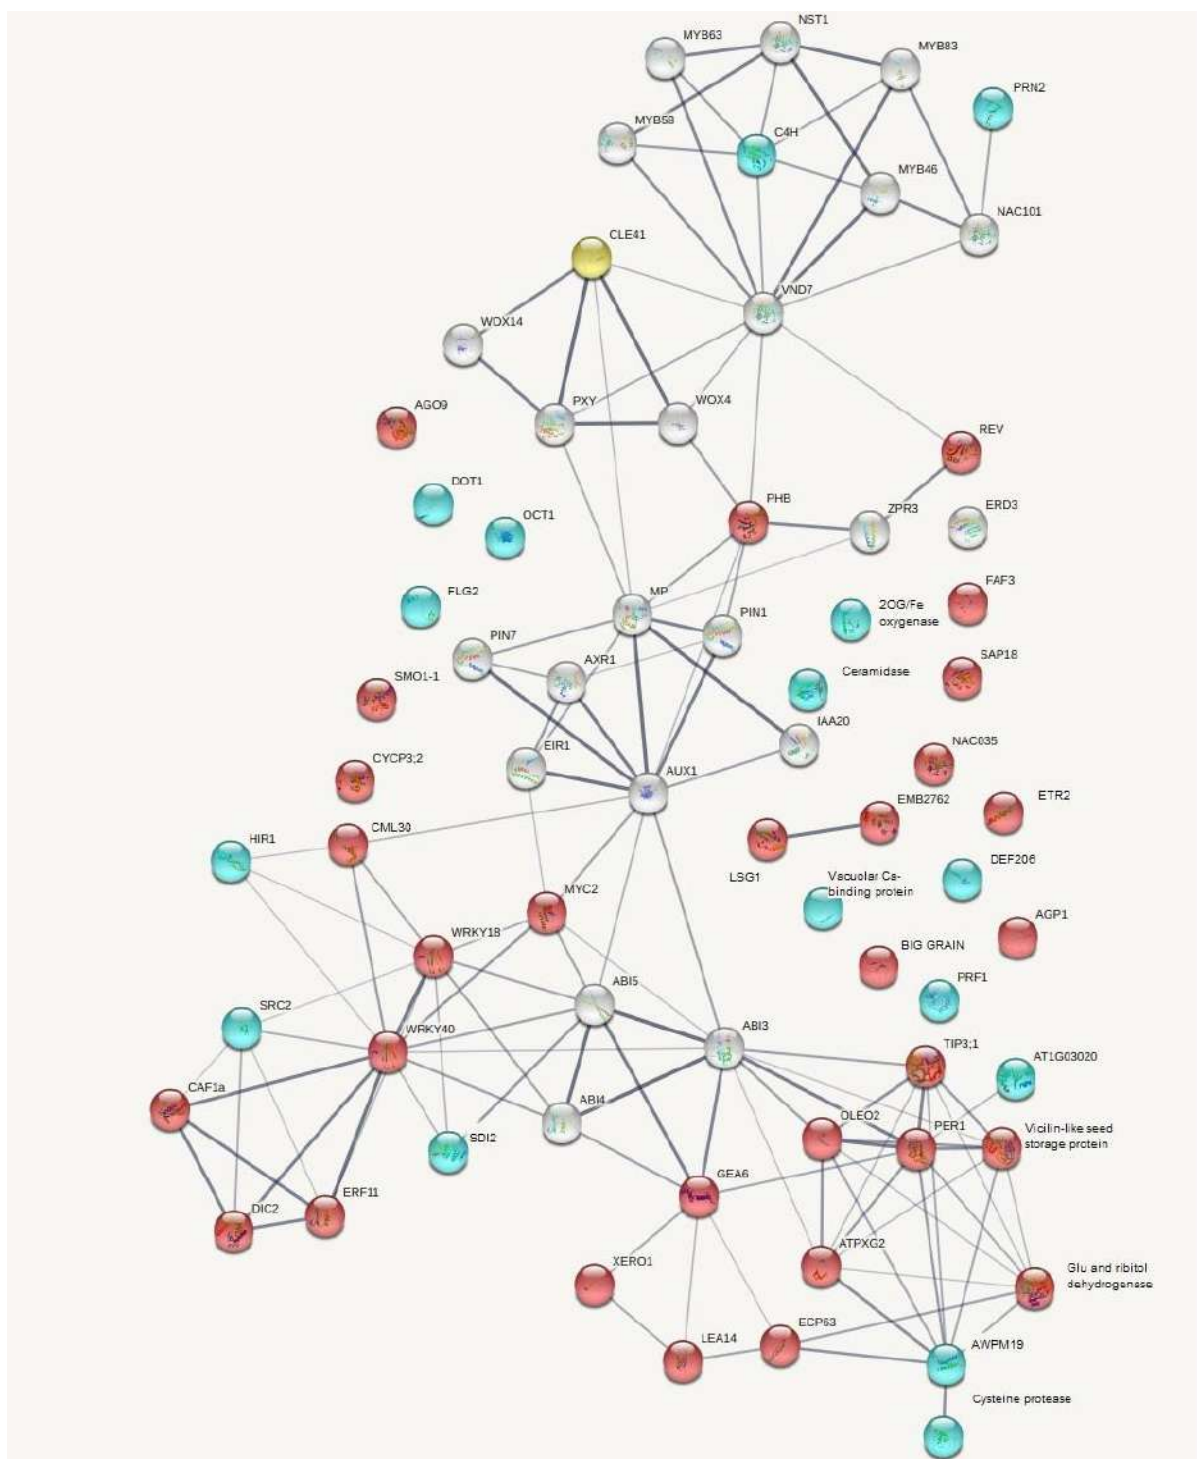 NST1
MYB63
MYB83
PRN2
MYB58
C4H
MYB46
NAC101
CLE41
VND7
WOX14
PXY
WOX4
AGO9
REV
DOT1
PHB
ZPR3
ERD3
OCT1
FLG2
MP
PIN1
2OG/Fe
oxygenase
FAF3
PIN7
AXR1
SMO1-1
Ceramidase
SAP18
IAA20
EIR1
NAC035
CYCP3;2
AUX1
EMB2762
ETR2
CML30
HIR1
LSG1
DEF206
Vacuolar Ca-
binding protein
MYC2
AGP1
WRKY18
BIG GRAIN
ABI5
PRF1
SRC2
WRKY40
ABI3
TIP3;1
AT1G03020
CAF1a
ABI4
OLEO2
PER1
Vicilin-like seed
storage protein
SDI2
GEA6
DIC2
ERF11
XERO1
ATPXG2
Glu and ribitol
dehydrogenase
LEA14
ECP63
AWPM19
Cysteine protease